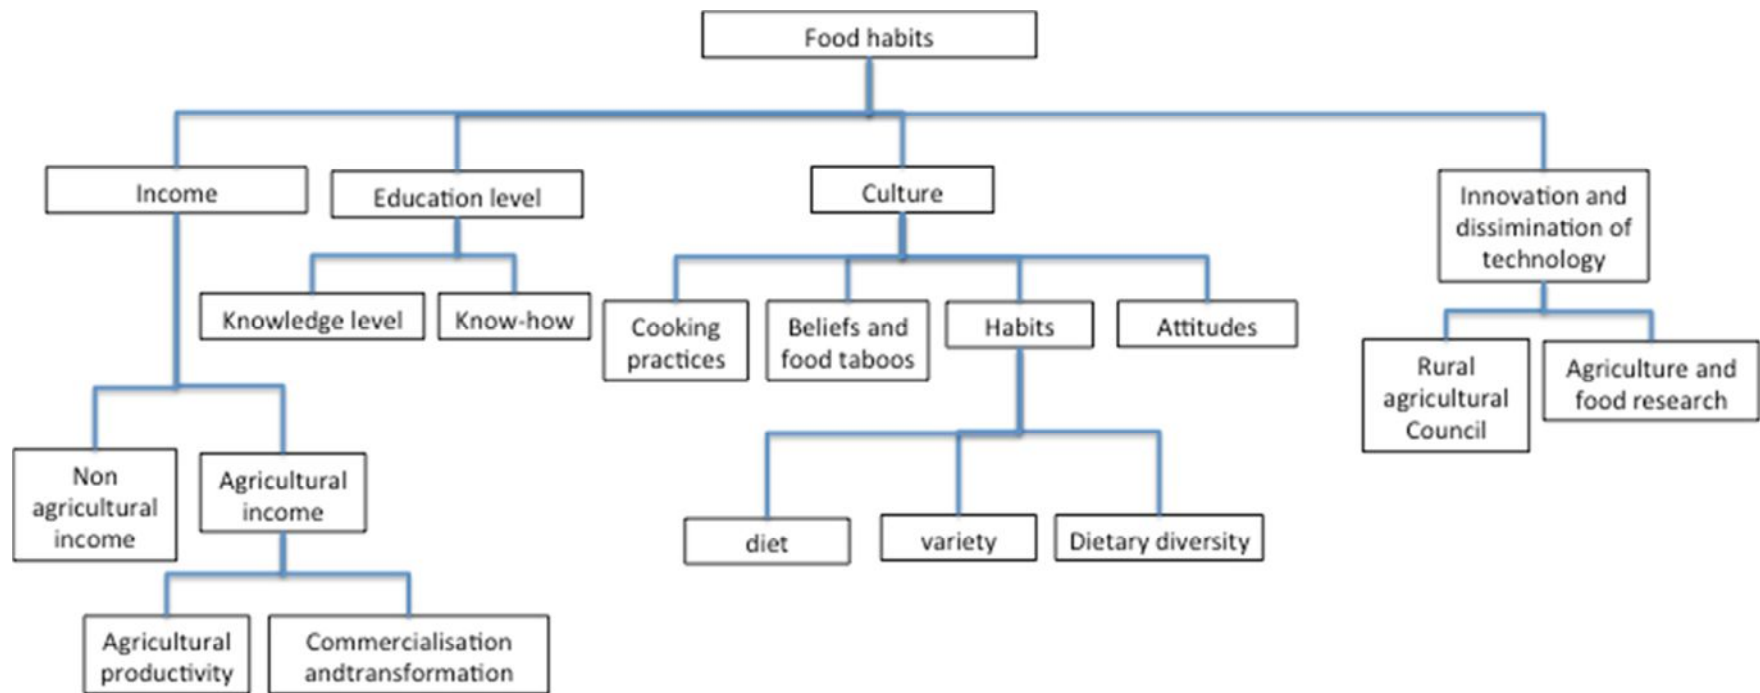 Food habits
Income
Education level
Culture
Innovation and
dissimination of
technology
Knowledge level
Know-how
Cooking
practices
Beliefs and
food taboos
Habits
Attitudes
Rural
agricultural
Council
Agriculture and
food research
Non
agricultural
income
Agricultural
income
diet
variety
Dietary diversity
Agricultural
productivity
Commercialisation
andtransformation